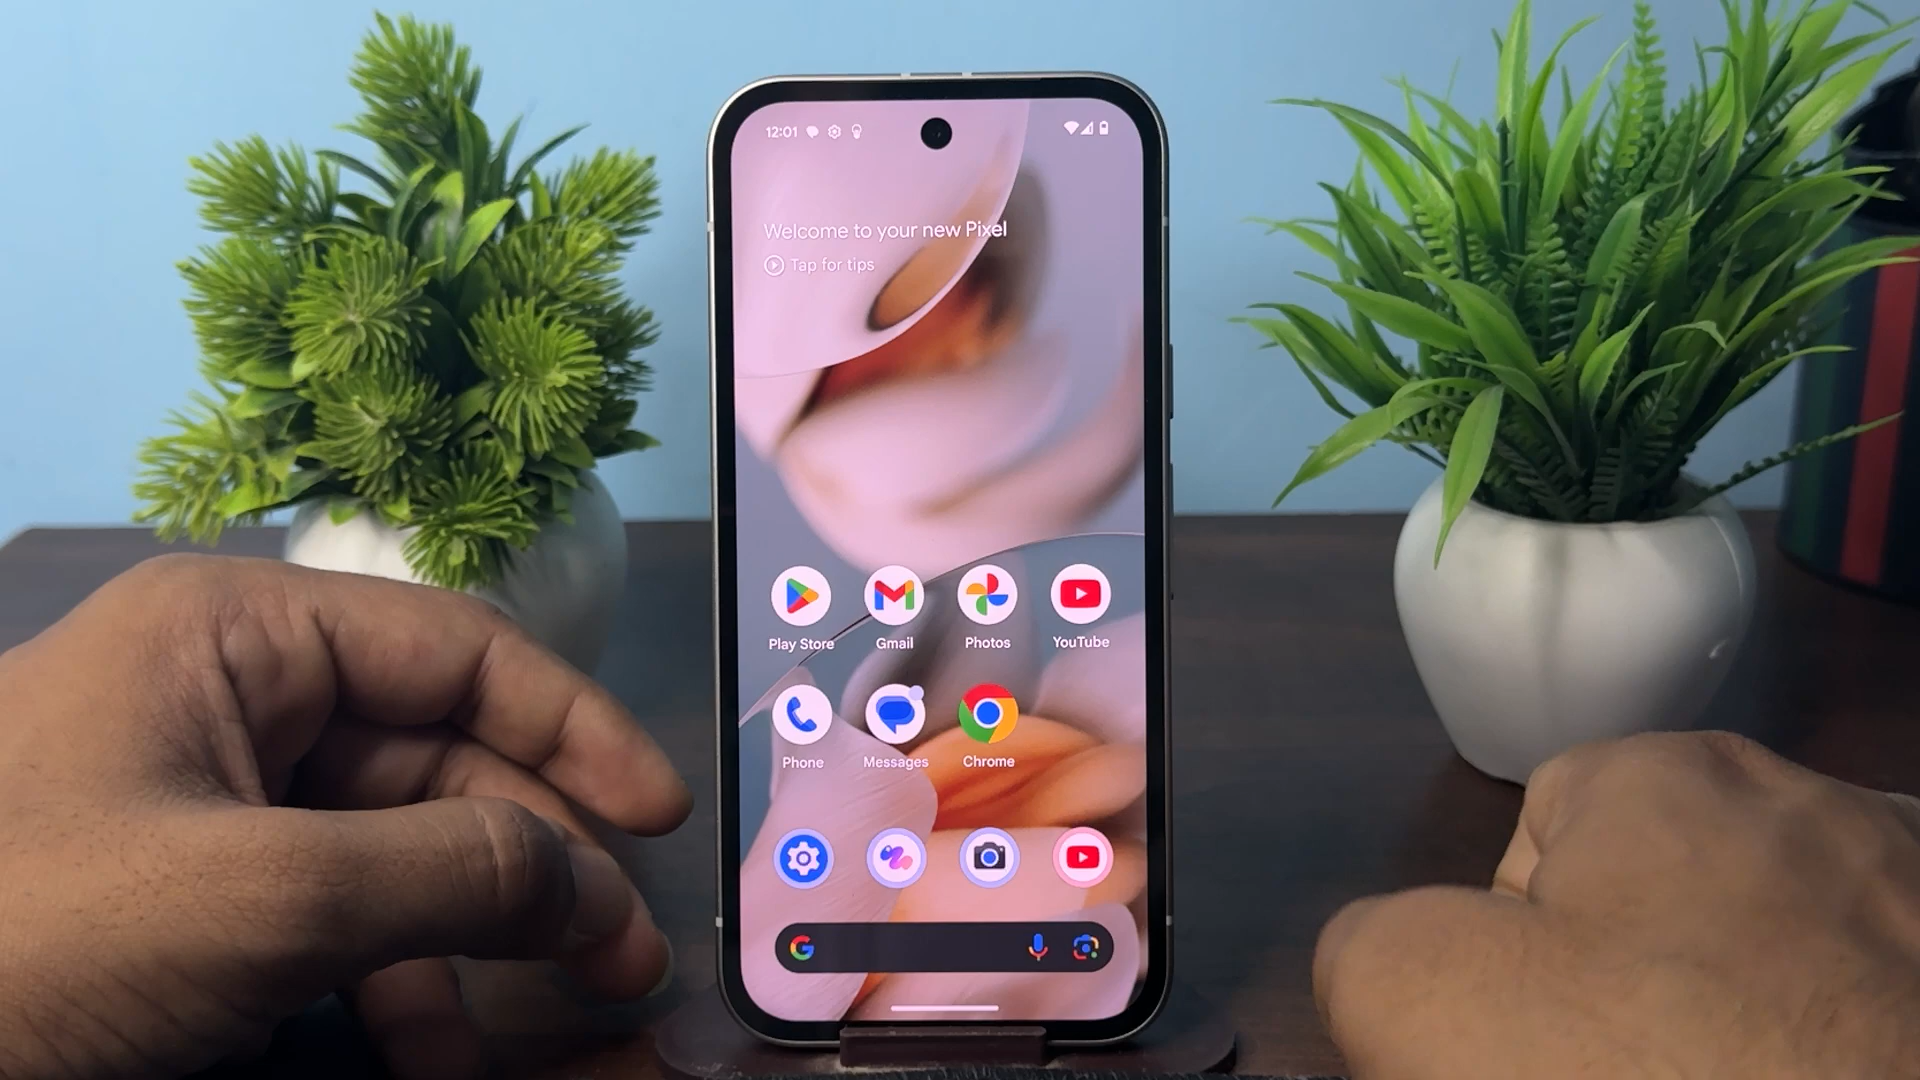 12:01
Welcome to your new Pixel
Tap for tips
Play Store
Gmail
Photos
YouTube
Phone
Messages
Chrome